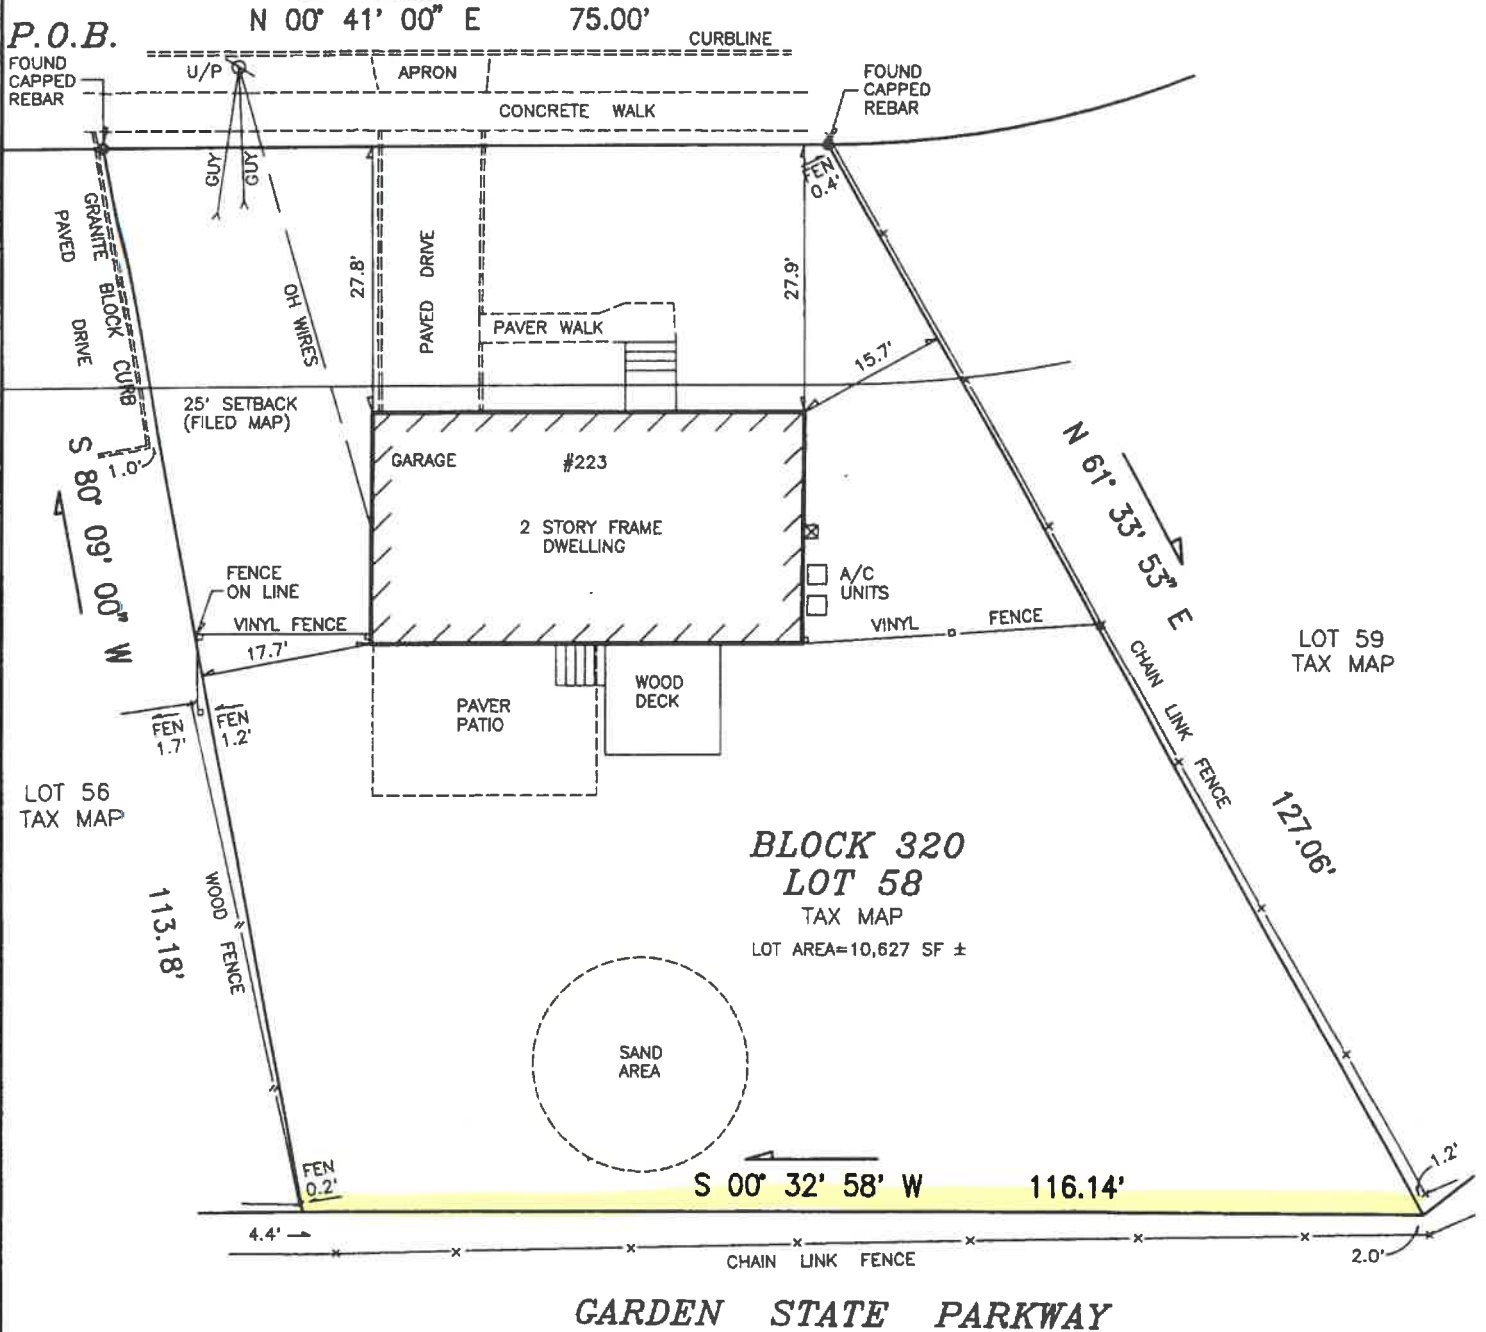 N 00° 41' 00" E 75.00'
P.O.B.
FOUND
CAPPED
REBAR
CURBLINE
U/P
APRON
FOUND
CAPPED
REBAR
CONCRETE WALK
GUY
GUY
FEN
0.4'
GRANITE BLOCK CURB
PAVED DRIVE
27.8'
PAVED DRIVE
27.9'
OH WIRES
PAVER WALK
15.7'
25' SETBACK
(FILED MAP)
1.0'
S 80° 09' 00" W
GARAGE
#223
2 STORY FRAME
DWELLING
N 61° 33' 53" E
FENCE
ON LINE
A/C
UNITS
VINYL FENCE
VINYL FENCE
17.7'
CHAIN LINK FENCE
LOT 59
TAX MAP
PAVER
PATIO
WOOD
DECK
FEN
1.7'
FEN
1.2'
LOT 56
TAX MAP
127.06'
BLOCK 320
LOT 58
TAX MAP
LOT AREA=10,627 SF ±
113.18'
WOOD FENCE
SAND
AREA
FEN
0.2'
S 00° 32' 58' W 116.14'
1.2'
4.4'
CHAIN LINK FENCE
2.0'
GARDEN STATE PARKWAY